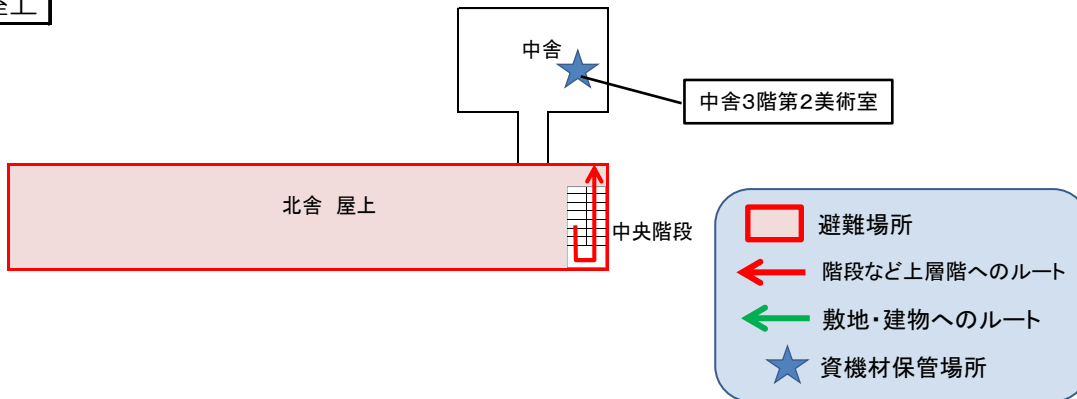 屋上
中舎
中舎3階第2美術室
北舎 屋上
中央階段
避難場所
階段など上層階へのルート
敷地・建物へのルート
資機材保管場所